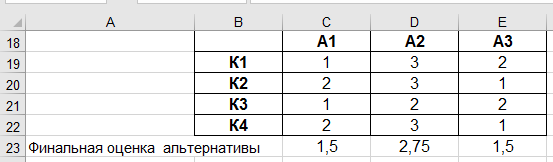 A B C D E
18 A1 A2 A3
19 К1 1 3 2
20 К2 2 3 1
21 К3 1 2 2
22 К4 2 3 1
23 Финальная оценка альтернативы 1,5 2,75 1,5